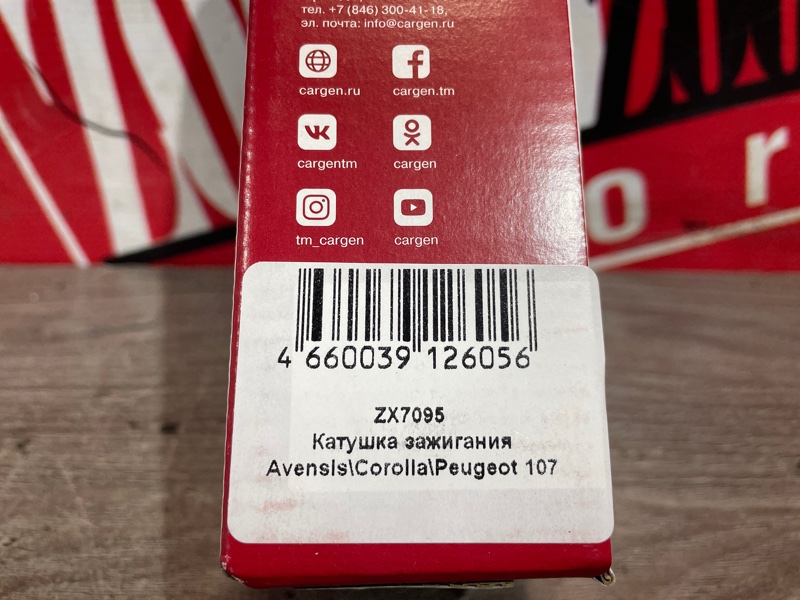 тел. +7 (846) 300-41-18,
эл. почта: info@cargen.ru
cargen.ru
cargen.tm
cargentm
cargen
tm_cargen
cargen
4 660039 126056
ZX7095
Катушка зажигания
Avensis\Corolla\Peugeot 107